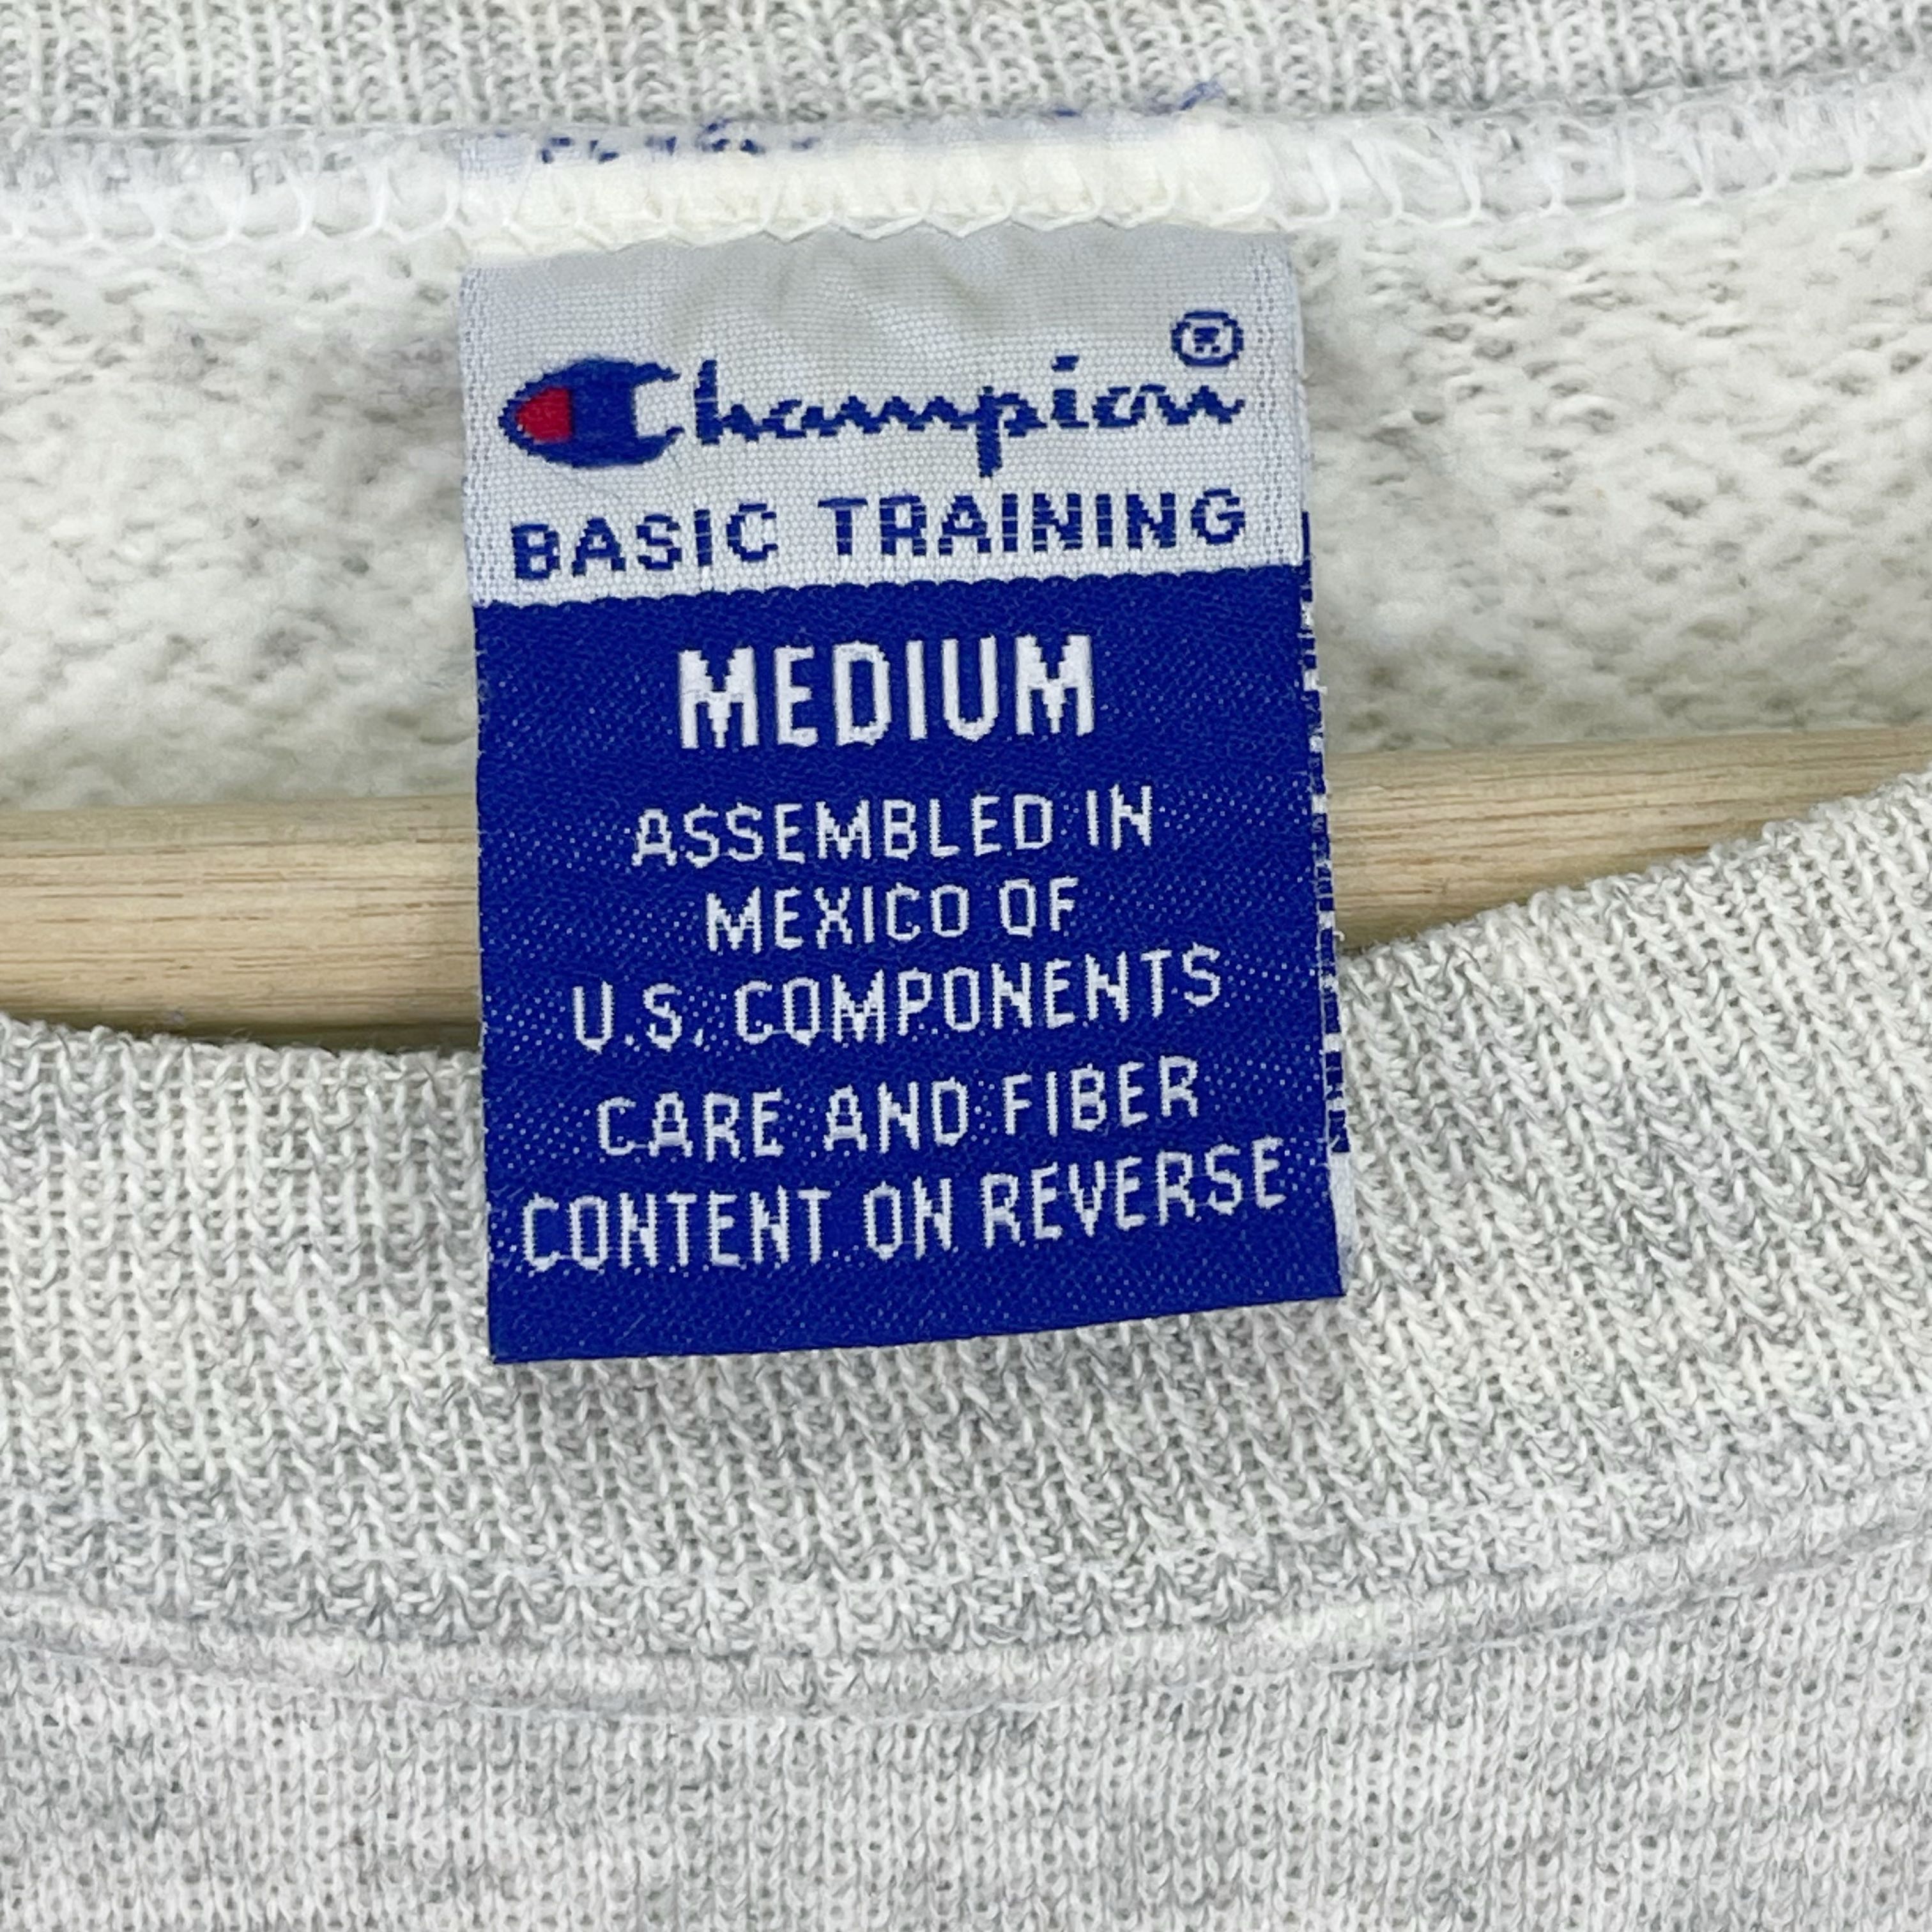 Champion®
BASIC TRAINING
MEDIUM
ASSEMBLED IN
MEXICO OF
U.S. COMPONENTS
CARE AND FIBER
CONTENT ON REVERSE